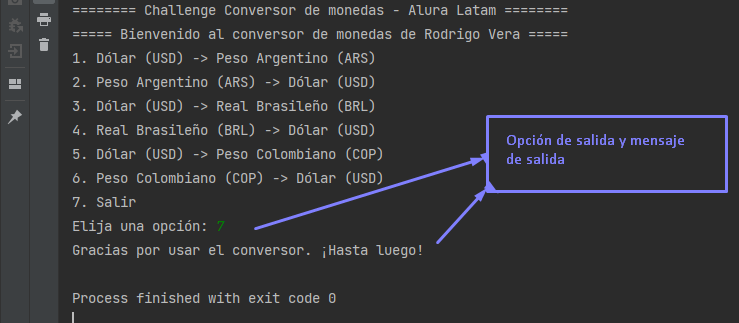 ======== Challenge Conversor de monedas - Alura Latam ========
===== Bienvenido al conversor de monedas de Rodrigo Vera =====
1. Dólar (USD) -> Peso Argentino (ARS)
2. Peso Argentino (ARS) -> Dólar (USD)
3. Dólar (USD) -> Real Brasileño (BRL)
4. Real Brasileño (BRL) -> Dólar (USD)
5. Dólar (USD) -> Peso Colombiano (COP)
6. Peso Colombiano (COP) -> Dólar (USD)
7. Salir
Elija una opción: 7
Gracias por usar el conversor. ¡Hasta luego!
Process finished with exit code 0
Opción de salida y mensaje
de salida